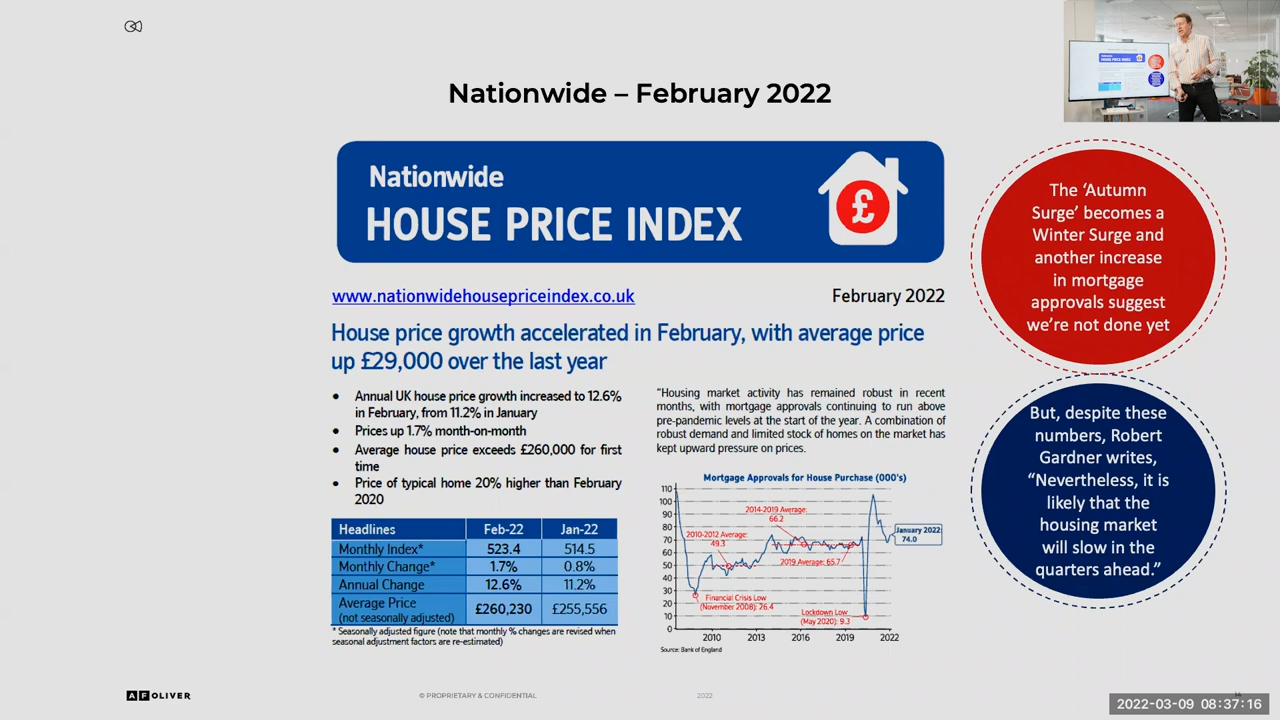 Nationwide – February 2022
Nationwide
HOUSE PRICE INDEX
£
www.nationwidehousepriceindex.co.uk
February 2022
House price growth accelerated in February, with average price
up £29,000 over the last year
• Annual UK house price growth increased to 12.6%
in February, from 11.2% in January
• Prices up 1.7% month-on-month
• Average house price exceeds £260,000 for first
time
• Price of typical home 20% higher than February
2020
Headlines Feb-22 Jan-22
Monthly Index* 523.4 514.5
Monthly Change* 1.7% 0.8%
Annual Change 12.6% 11.2%
Average Price
(not seasonally adjusted) £260,230 £255,556
* Seasonally adjusted figure (note that monthly % changes are revised when
seasonal adjustment factors are re-estimated)
“Housing market activity has remained robust in recent
months, with mortgage approvals continuing to run above
pre-pandemic levels at the start of the year. A combination of
robust demand and limited stock of homes on the market has
kept upward pressure on prices.
Mortgage Approvals for House Purchase (000's)
110
100
90
80
70
60
50
40
30
20
10
0
2010 2013 2016 2019 2022
2014-2019 Average:
66.2
2010-2012 Average:
49.3
2019 Average: 65.7
January 2022
74.0
Financial Crisis Low
(November 2008): 26.4
Lockdown Low
(May 2020): 9.3
Source: Bank of England
The ‘Autumn
Surge’ becomes a
Winter Surge and
another increase
in mortgage
approvals suggest
we’re not done yet
But, despite these
numbers, Robert
Gardner writes,
“Nevertheless, it is
likely that the
housing market
will slow in the
quarters ahead.”
HOUSE PRICE INDEX
AF OLIVER
© PROPRIETARY & CONFIDENTIAL
2022
2022-03-09 08:37:16